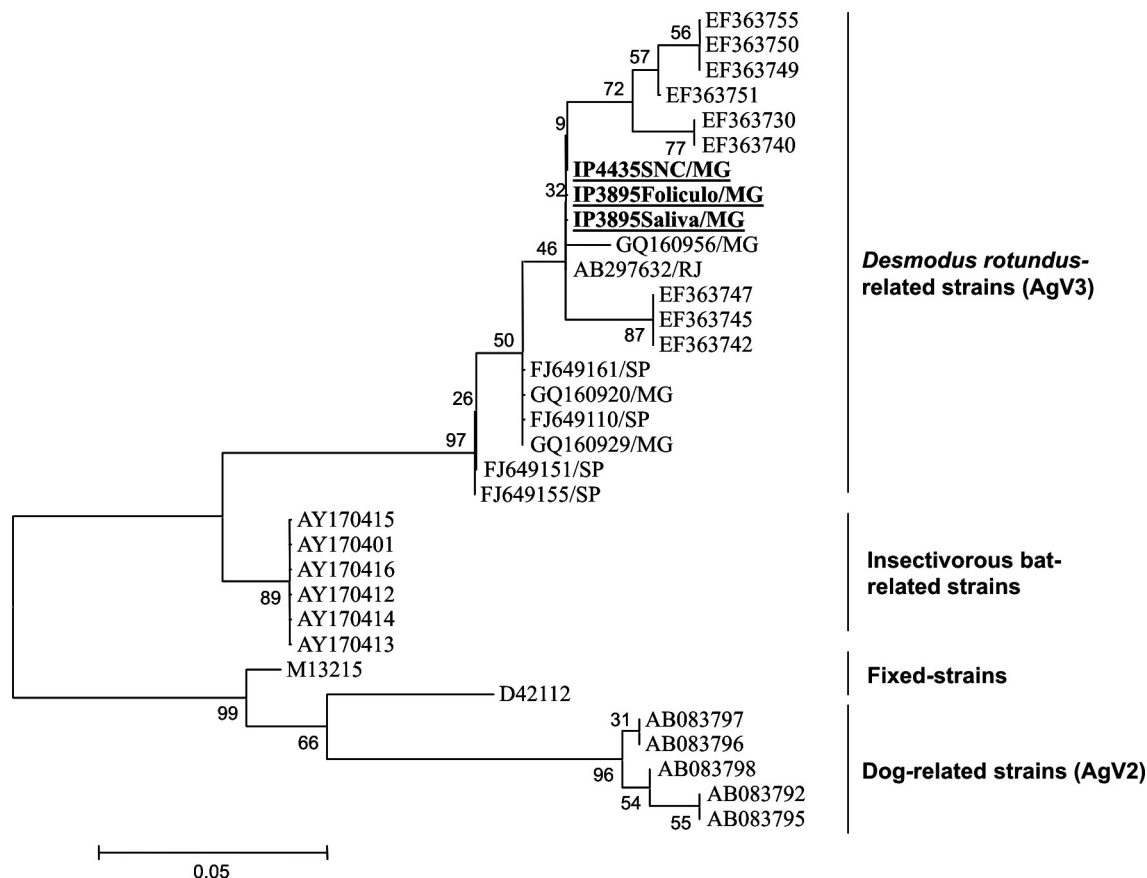 EF363755
56
EF363750
57
EF363749
72
EF363751
EF363730
9
EF363740
77
IP4435SNC/MG
32
IP3895Foliculo/MG
IP3895Saliva/MG
46
GQ160956/MG
AB297632/RJ
Desmodus rotundus-
related strains (AgV3)
EF363747
EF363745
87
EF363742
50
FJ649161/SP
GQ160920/MG
26
FJ649110/SP
97
GQ160929/MG
FJ649151/SP
FJ649155/SP
AY170415
AY170401
AY170416
Insectivorous bat-
related strains
89
AY170412
AY170414
AY170413
M13215
Fixed-strains
99
D42112
66
31
AB083797
AB083796
96
AB083798
Dog-related strains (AgV2)
54
AB083792
55
AB083795
0.05